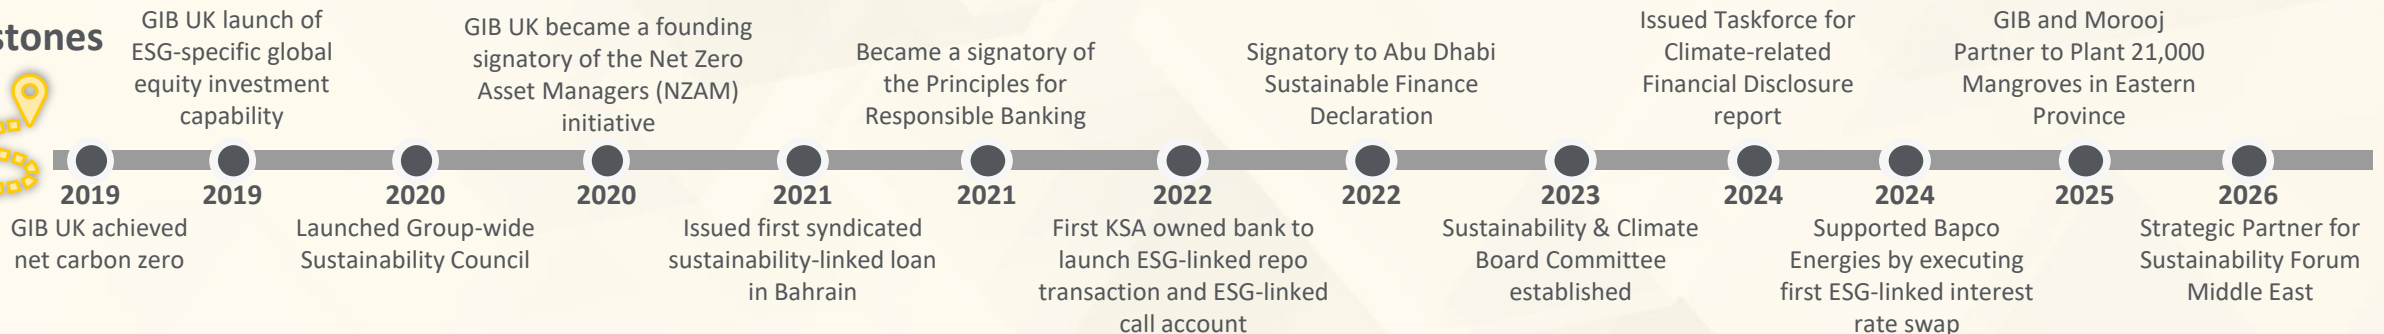 stones
GIB UK launch of
ESG-specific global
equity investment
capability
GIB UK became a founding
signatory of the Net Zero
Asset Managers (NZAM)
initiative
Became a signatory of
the Principles for
Responsible Banking
Signatory to Abu Dhabi
Sustainable Finance
Declaration
Issued Taskforce for
Climate-related
Financial Disclosure
report
GIB and Morooj
Partner to Plant 21,000
Mangroves in Eastern
Province
2019 2019 2020 2020 2021 2021 2022 2022 2023 2024 2024 2025 2026
GIB UK achieved
net carbon zero
Launched Group-wide
Sustainability Council
Issued first syndicated
sustainability-linked loan
in Bahrain
First KSA owned bank to
launch ESG-linked repo
transaction and ESG-linked
call account
Sustainability & Climate
Board Committee
established
Supported Bapco
Energies by executing
first ESG-linked interest
rate swap
Strategic Partner for
Sustainability Forum
Middle East